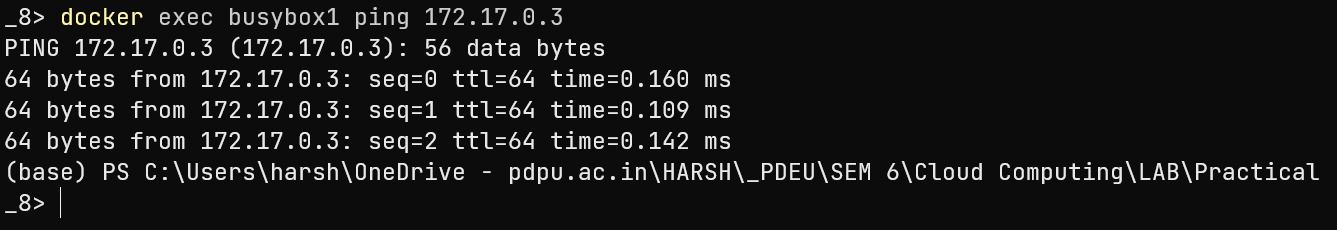 _8> docker exec busybox1 ping 172.17.0.3
PING 172.17.0.3 (172.17.0.3): 56 data bytes
64 bytes from 172.17.0.3: seq=0 ttl=64 time=0.160 ms
64 bytes from 172.17.0.3: seq=1 ttl=64 time=0.109 ms
64 bytes from 172.17.0.3: seq=2 ttl=64 time=0.142 ms
(base) PS C:\Users\harsh\OneDrive - pdpu.ac.in\HARSH\_PDEU\SEM 6\Cloud Computing\LAB\Practical
_8>